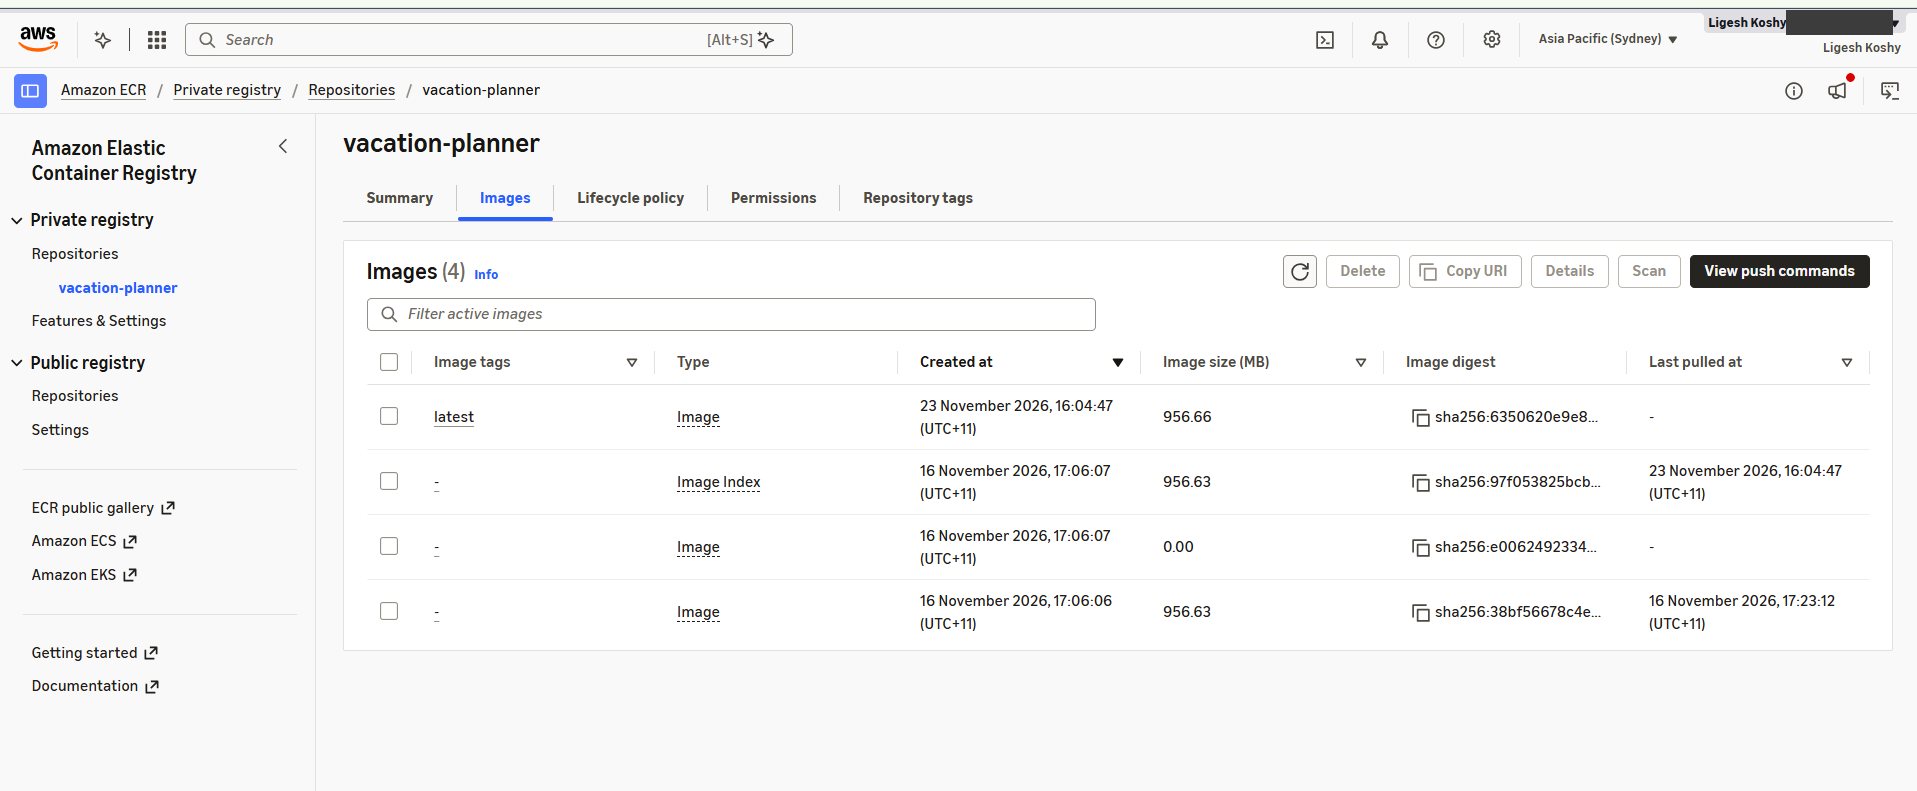 aws
Search
[Alt+S]
Asia Pacific (Sydney)
Ligesh Koshy
Ligesh Koshy
Amazon ECR / Private registry / Repositories / vacation-planner
Amazon Elastic
Container Registry
Private registry
Repositories
vacation-planner
Features & Settings
Public registry
Repositories
Settings
ECR public gallery
Amazon ECS
Amazon EKS
Getting started
Documentation
vacation-planner
Summary Images Lifecycle policy Permissions Repository tags
Images (4) Info
Delete Copy URI Details Scan View push commands
Filter active images
Image tags Type Created at Image size (MB) Image digest Last pulled at
latest Image 23 November 2026, 16:04:47 (UTC+11) 956.66 sha256:6350620e9e8... -
- Image Index 16 November 2026, 17:06:07 (UTC+11) 956.63 sha256:97f053825bcb... 23 November 2026, 16:04:47 (UTC+11)
- Image 16 November 2026, 17:06:07 (UTC+11) 0.00 sha256:e0062492334... -
- Image 16 November 2026, 17:06:06 (UTC+11) 956.63 sha256:38bf56678c4e... 16 November 2026, 17:23:12 (UTC+11)